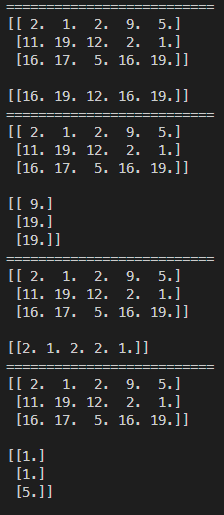 ==========================
[[ 2.  1.  2.  9.  5.]
 [11. 19. 12.  2.  1.]
 [16. 17.  5. 16. 19.]]

[[16. 19. 12. 16. 19.]]
==========================
[[ 2.  1.  2.  9.  5.]
 [11. 19. 12.  2.  1.]
 [16. 17.  5. 16. 19.]]

[[ 9.]
 [19.]
 [19.]]
==========================
[[ 2.  1.  2.  9.  5.]
 [11. 19. 12.  2.  1.]
 [16. 17.  5. 16. 19.]]

[[2. 1. 2. 2. 1.]]
==========================
[[ 2.  1.  2.  9.  5.]
 [11. 19. 12.  2.  1.]
 [16. 17.  5. 16. 19.]]

[[1.]
 [1.]
 [5.]]